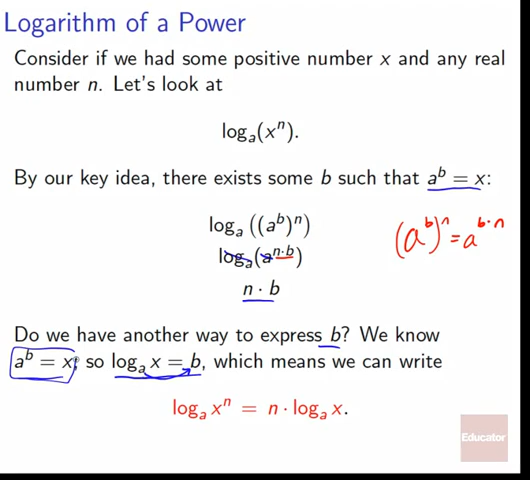 Logarithm of a Power
Consider if we had some positive number x and any real
number n. Let's look at
logₐ(xⁿ).
By our key idea, there exists some b such that aᵇ = x:
logₐ((aᵇ)ⁿ)
(aᵇ)ⁿ = aᵇ·ⁿ
logₐ(aⁿ·ᵇ)
n · b
Do we have another way to express b? We know
aᵇ = x, so logₐ x = b, which means we can write
logₐ xⁿ = n · logₐ x.
Educator